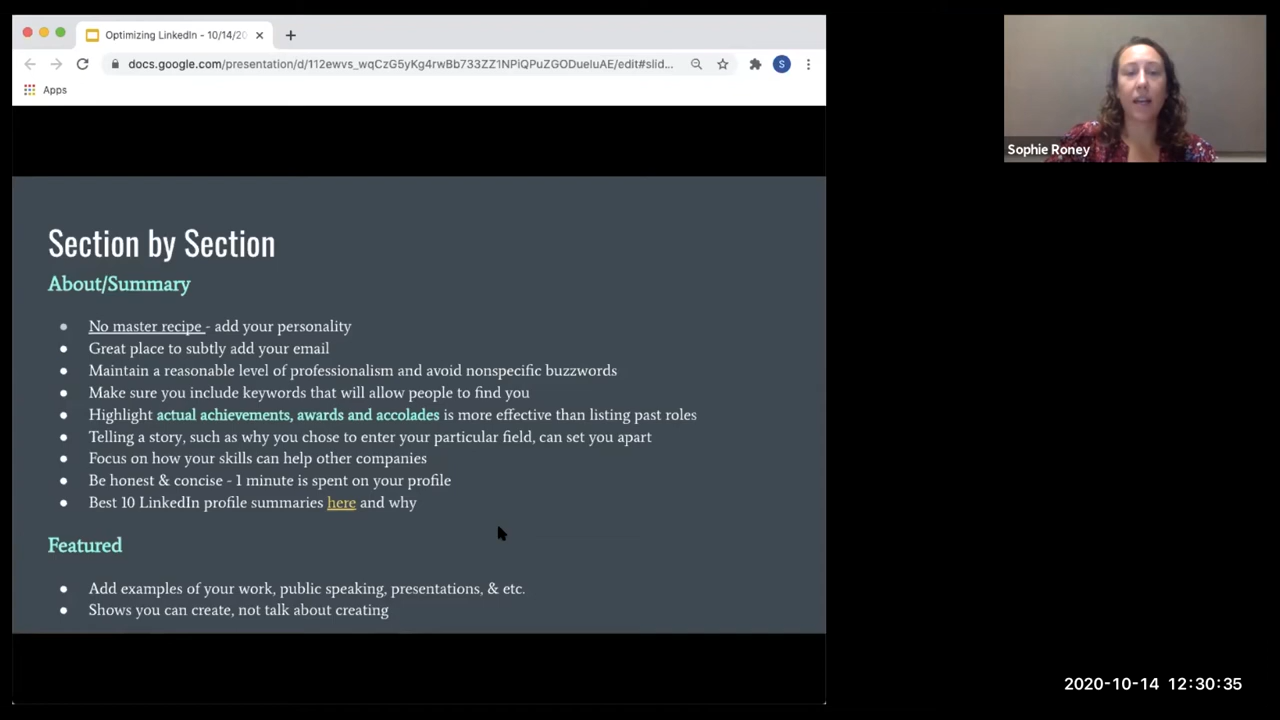 Optimizing LinkedIn - 10/14/20
docs.google.com/presentation/d/112ewvs_wqCzG5yKg4rwBb733ZZ1NPiQPuZGODueluAE/edit#slid...
S
Apps
Sophie Roney
Section by Section
About/Summary
No master recipe - add your personality
Great place to subtly add your email
Maintain a reasonable level of professionalism and avoid nonspecific buzzwords
Make sure you include keywords that will allow people to find you
Highlight actual achievements, awards and accolades is more effective than listing past roles
Telling a story, such as why you chose to enter your particular field, can set you apart
Focus on how your skills can help other companies
Be honest & concise - 1 minute is spent on your profile
Best 10 LinkedIn profile summaries here and why
Featured
Add examples of your work, public speaking, presentations, & etc.
Shows you can create, not talk about creating
2020-10-14 12:30:35